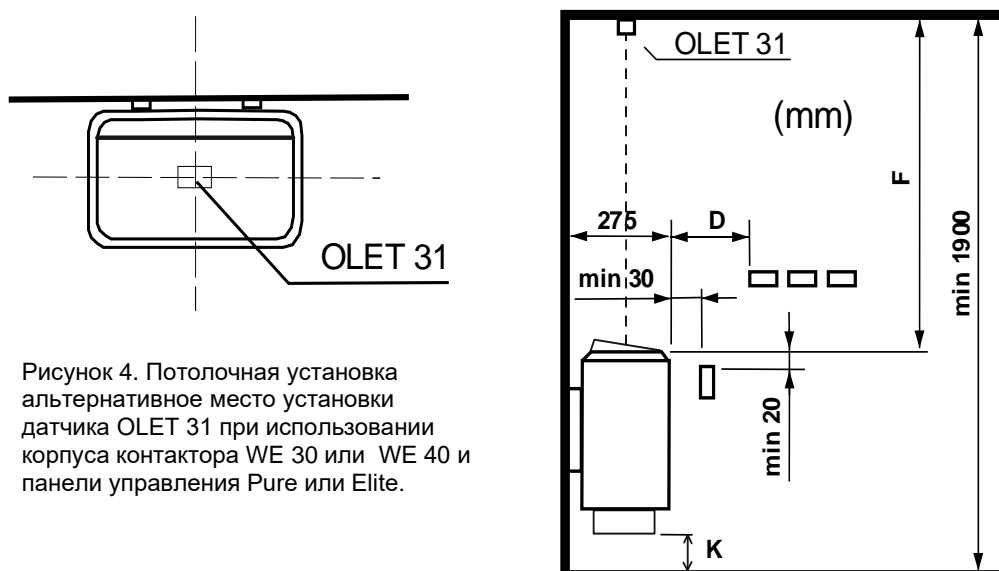 OLET 31
Рисунок 4. Потолочная установка
альтернативное место установки
датчика OLET 31 при использовании
корпуса контактора WE 30 или WE 40 и
панели управления Pure или Elite.
OLET 31
(mm)
F
275
D
min 30
min 1900
min 20
K